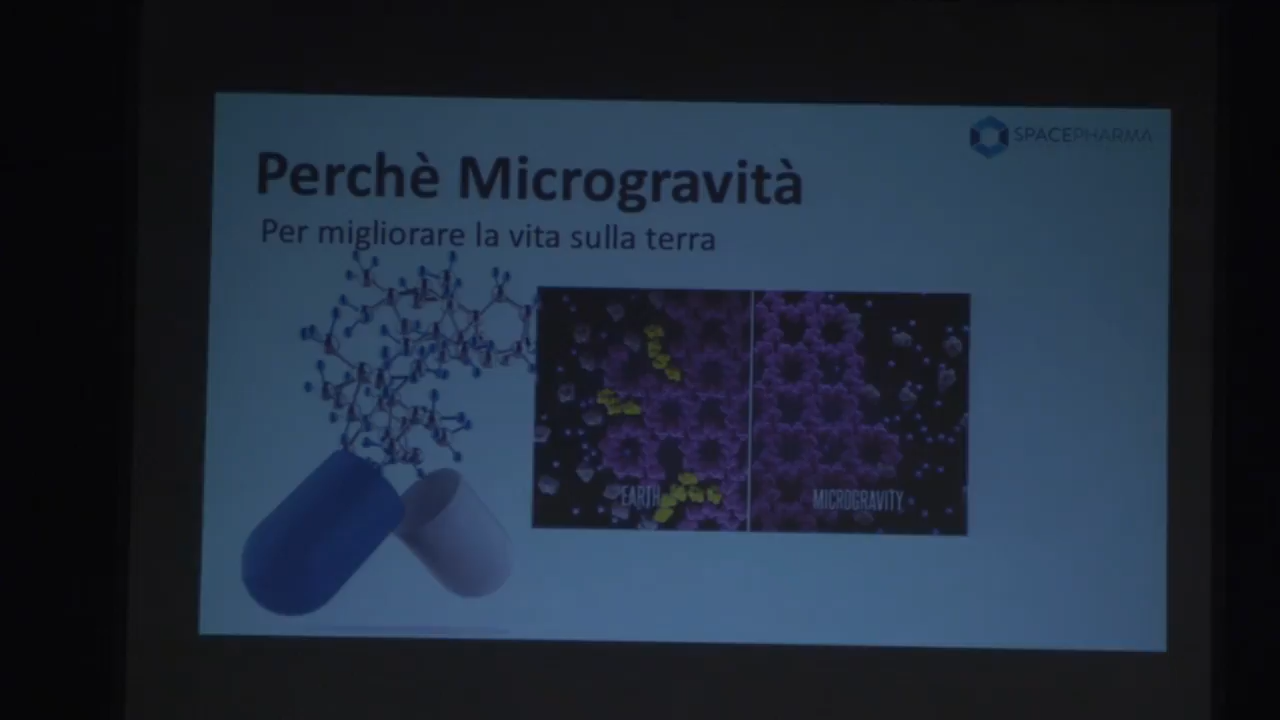 SPACEPHARMA
Perchè Microgravità
Per migliorare la vita sulla terra
EARTH
MICROGRAVITY